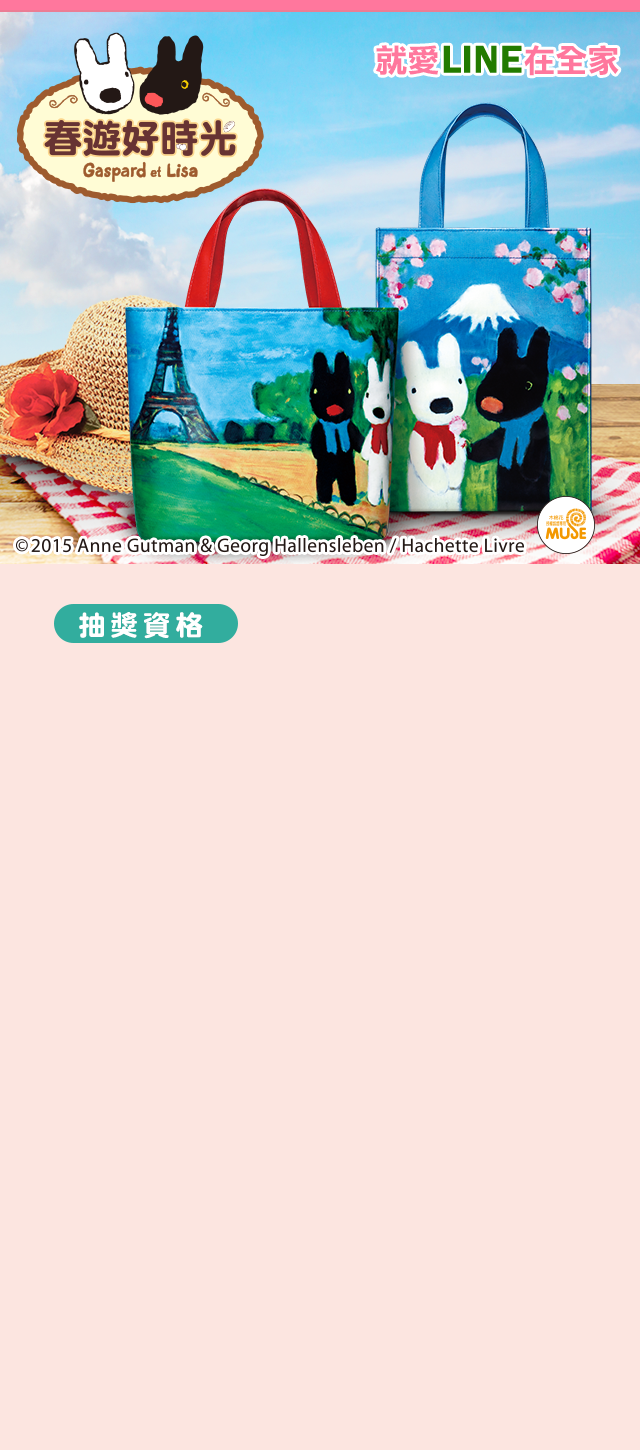 就愛LINE在全家
春遊好時光
Gaspard et Lisa
©2015 Anne Gutman & Georg Hallensleben / Hachette Livre
MUSE
抽獎資格